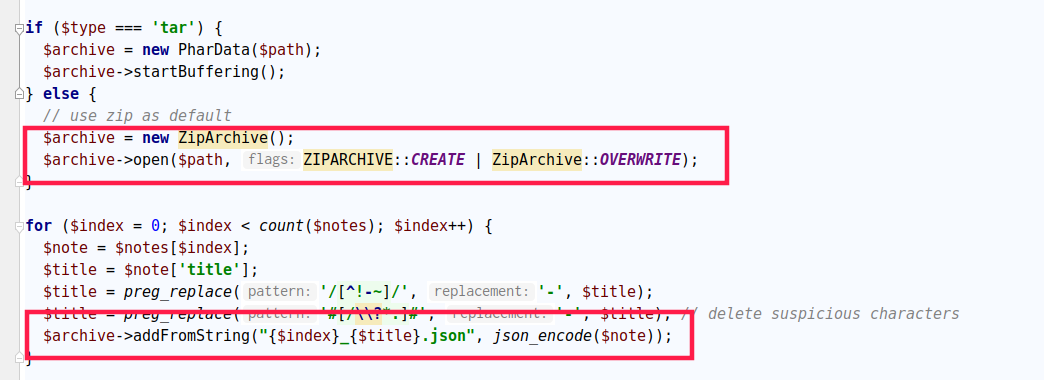 if ($type === 'tar') {
$archive = new PharData($path);
$archive->startBuffering();
} else {
// use zip as default
$archive = new ZipArchive();
$archive->open($path, flags: ZIPARCHIVE::CREATE | ZipArchive::OVERWRITE);
}
for ($index = 0; $index < count($notes); $index++) {
$note = $notes[$index];
$title = $note['title'];
$title = preg_replace( pattern: '/[^!-~]/', replacement: '-', $title);
$title = preg_replace( pattern: '#[/\\?*.]#', replacement: '-', $title); // delete suspicious characters
$archive->addFromString("{$index}_{$title}.json", json_encode($note));
}